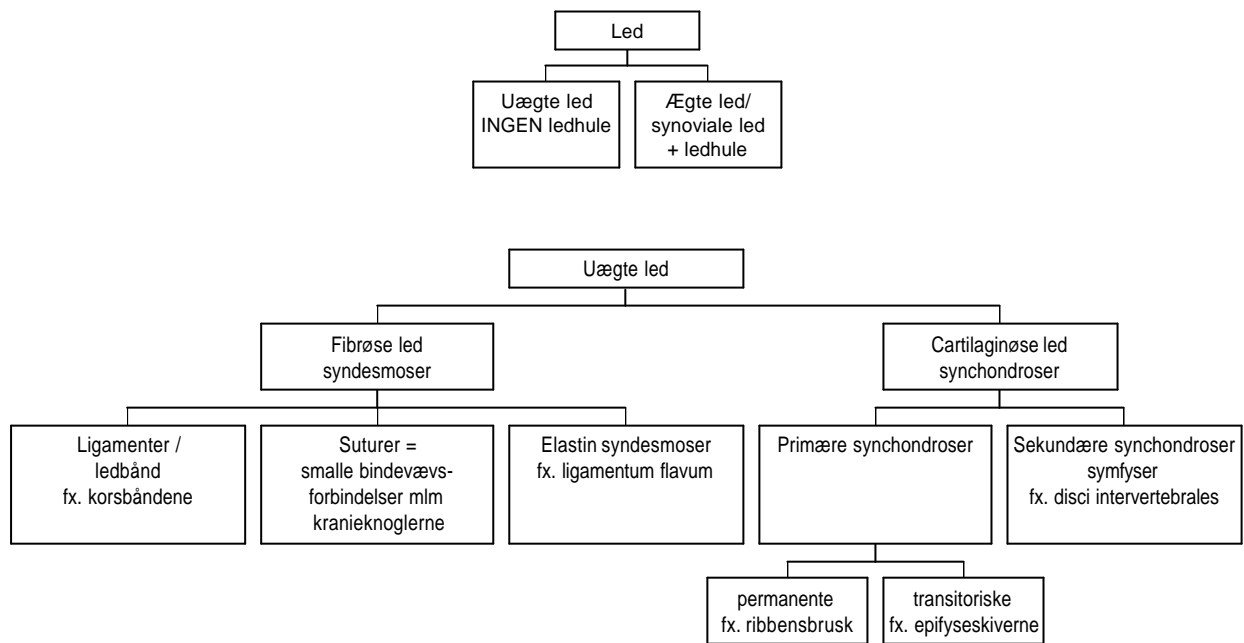 Led
Uægte led
INGEN ledhule
Ægte led/
synoviale led
+ ledhule
Uægte led
Fibrøse led
syndesmoser
Cartilaginøse led
synchondroser
Ligamenter /
ledbånd
fx. korsbåndene
Suturer =
smalle bindevævs-
forbindelser mlm
kranieknoglerne
Elastin syndesmoser
fx. ligamentum flavum
Primære synchondroser
Sekundære synchondroser
symfyser
fx. disci intervertebrales
permanente
fx. ribbensbrusk
transitoriske
fx. epifyseskiverne